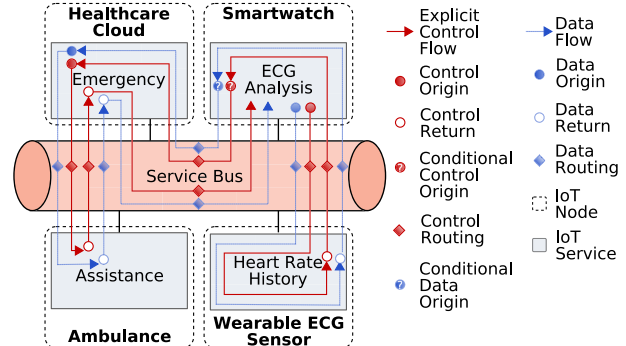 Healthcare
Cloud
Emergency
Smartwatch
ECG
Analysis
?
?
Service Bus
Assistance
Ambulance
Heart Rate
History
Wearable ECG
Sensor
Explicit
Control
Flow
Control
Origin
Control
Return
?
Conditional
Control
Origin
Control
Routing
Data
Flow
Data
Origin
Data
Return
Data
Routing
IoT
Node
IoT
Service
?
Conditional
Data
Origin